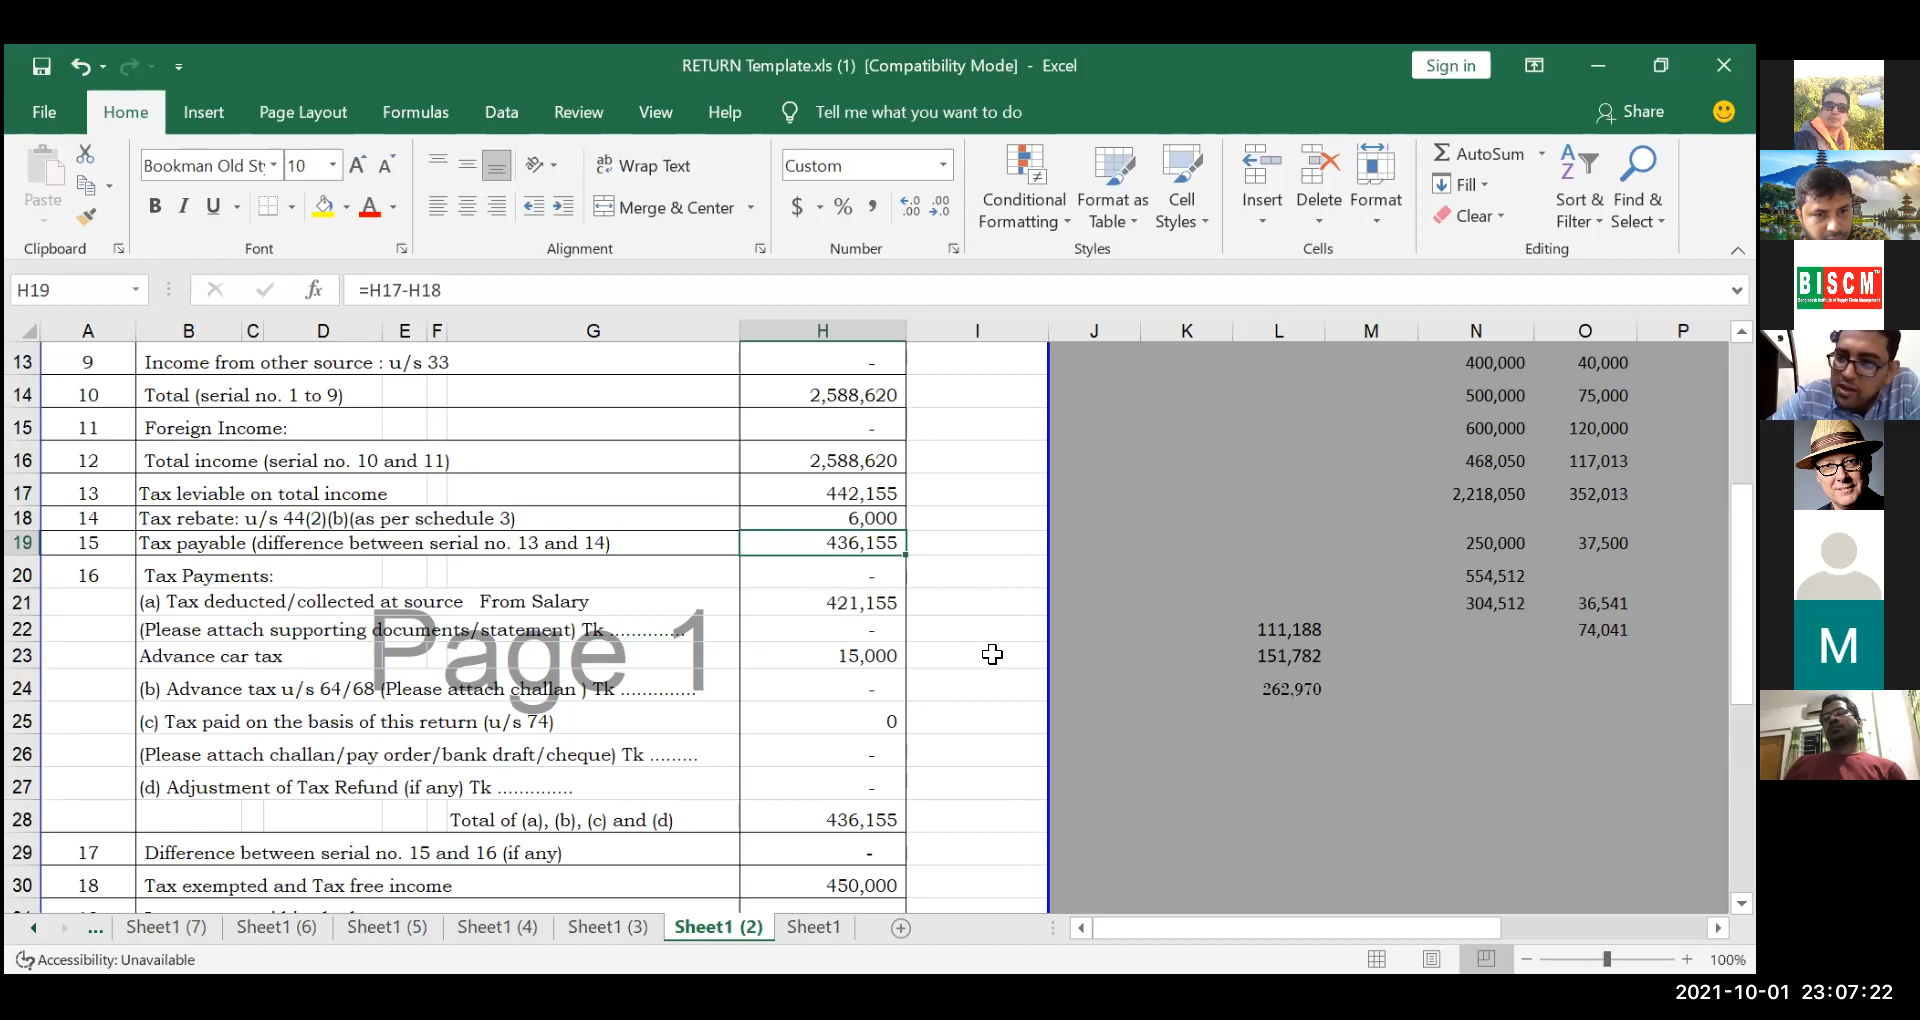 RETURN Template.xls (1) [Compatibility Mode] - Excel
Sign in
File Home Insert Page Layout Formulas Data Review View Help Tell me what you want to do
Share
Paste
Bookman Old St 10
B I U
Wrap Text
Merge & Center
Custom
$ % ,
Conditional Formatting
Format as Table
Cell Styles
Insert Delete Format
AutoSum
Fill
Clear
Sort & Filter
Find & Select
Clipboard Font Alignment Number Styles Cells Editing
H19 fx =H17-H18
A B C D E F G H I J K L M N O P
13 9 Income from other source : u/s 33 - 400,000 40,000
14 10 Total (serial no. 1 to 9) 2,588,620 500,000 75,000
15 11 Foreign Income: - 600,000 120,000
16 12 Total income (serial no. 10 and 11) 2,588,620 468,050 117,013
17 13 Tax leviable on total income 442,155 2,218,050 352,013
18 14 Tax rebate: u/s 44(2)(b)(as per schedule 3) 6,000
19 15 Tax payable (difference between serial no. 13 and 14) 436,155 250,000 37,500
20 16 Tax Payments: - 554,512
21 (a) Tax deducted/collected at source From Salary 421,155 304,512 36,541
22 (Please attach supporting documents/statement) Tk ............. - 111,188 74,041
23 Advance car tax 15,000 151,782
24 (b) Advance tax u/s 64/68 (Please attach challan ) Tk .............. - 262,970
25 (c) Tax paid on the basis of this return (u/s 74) 0
26 (Please attach challan/pay order/bank draft/cheque) Tk ......... -
27 (d) Adjustment of Tax Refund (if any) Tk .............. -
28 Total of (a), (b), (c) and (d) 436,155
29 17 Difference between serial no. 15 and 16 (if any) -
30 18 Tax exempted and Tax free income 450,000
Page 1
... Sheet1 (7) Sheet1 (6) Sheet1 (5) Sheet1 (4) Sheet1 (3) Sheet1 (2) Sheet1
Accessibility: Unavailable
100%
BISCM
M
2021-10-01 23:07:22